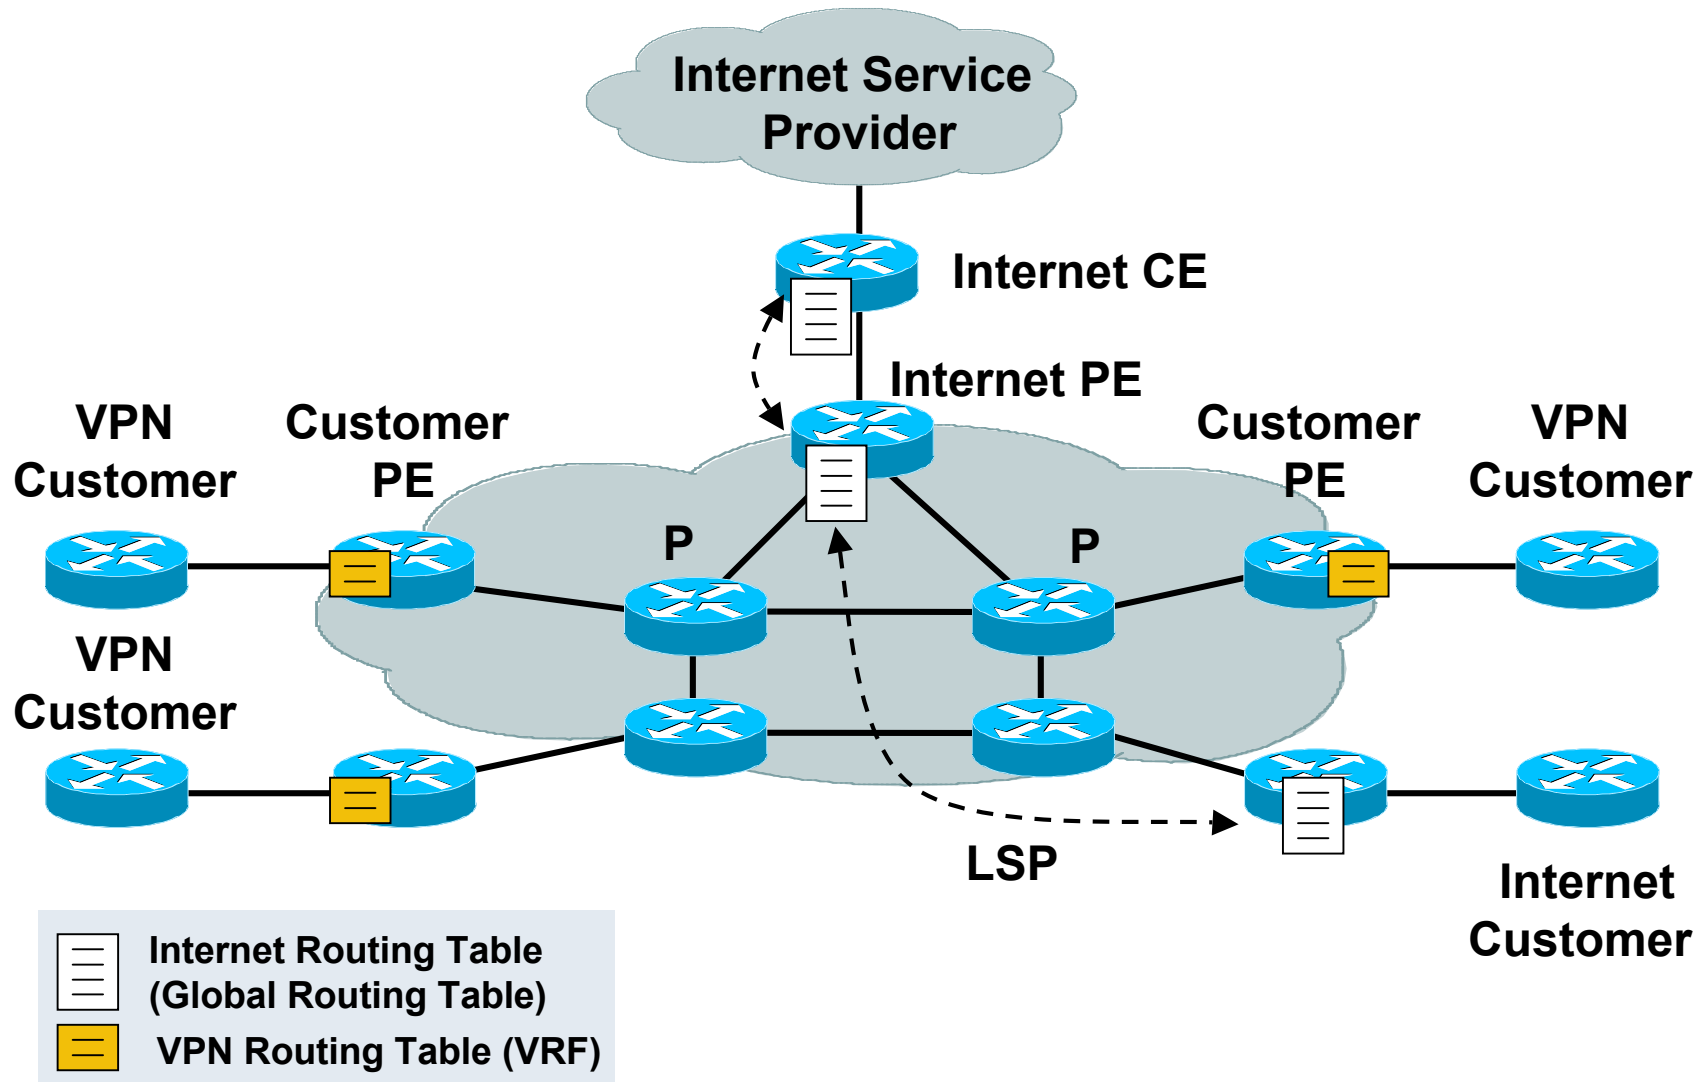 Internet Service
Provider
Internet CE
Internet PE
VPN
Customer
Customer
PE
Customer
PE
VPN
Customer
P
P
VPN
Customer
LSP
Internet
Customer
Internet Routing Table
(Global Routing Table)
VPN Routing Table (VRF)